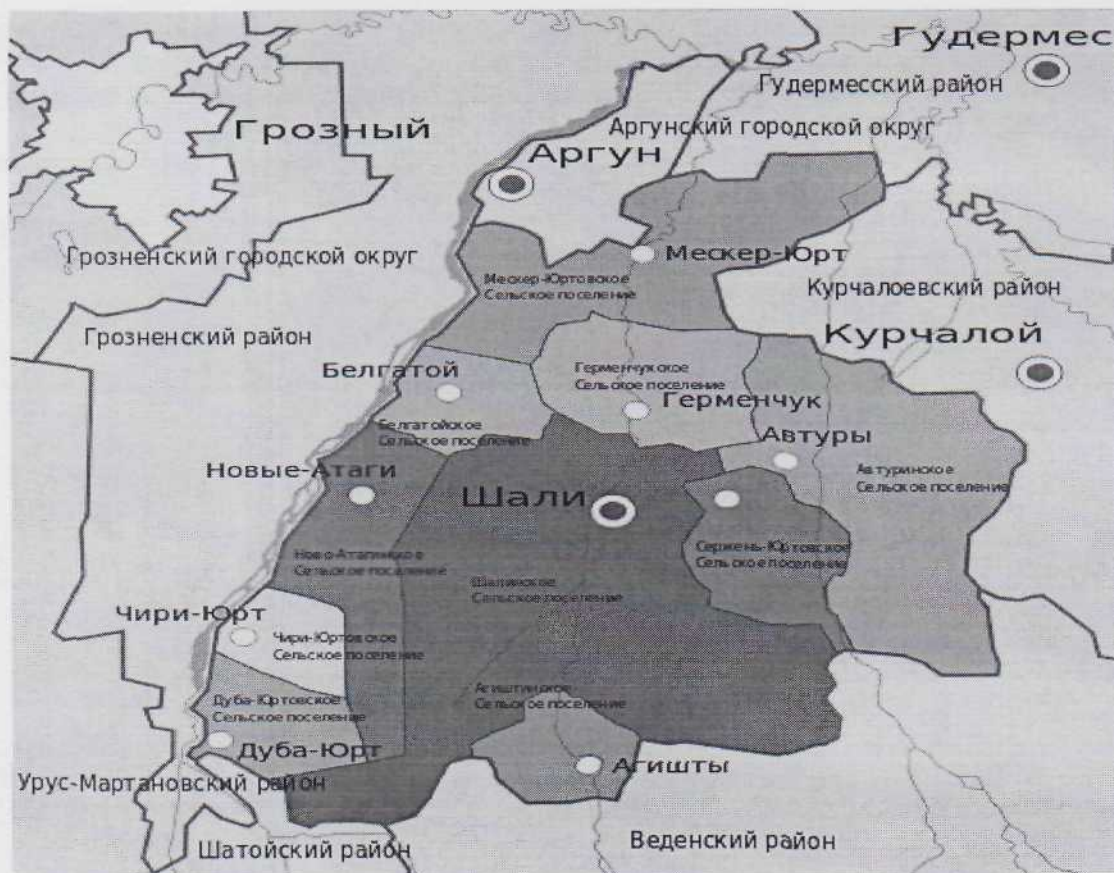 Гудермес
Гудермесский район
Грозный
Аргунский городской округ
Аргун
Мескер-Юрт
Грозненский городской округ
Мескер-Юртовское
Сельское поселение
Курчалоевский район
Грозненский район
Курчалой
Белгатой
Герменчукское
Сельское поселение
Герменчук
Белгатойское
Сельское поселение
Автуры
Новые-Атаги
Автуринское
Сельское поселение
Шали
Сержень-Юртовское
Сельское поселение
Ново-Атагинское
Сельское поселение
Шалинское
Сельское поселение
Чири-Юрт
Чири-Юртовское
Сельское поселение
Агиштинское
Сельское поселение
Дуба-Юртовское
Сельское поселение
Дуба-Юрт
Агишты
Урус-Мартановский район
Шатойский район
Веденский район